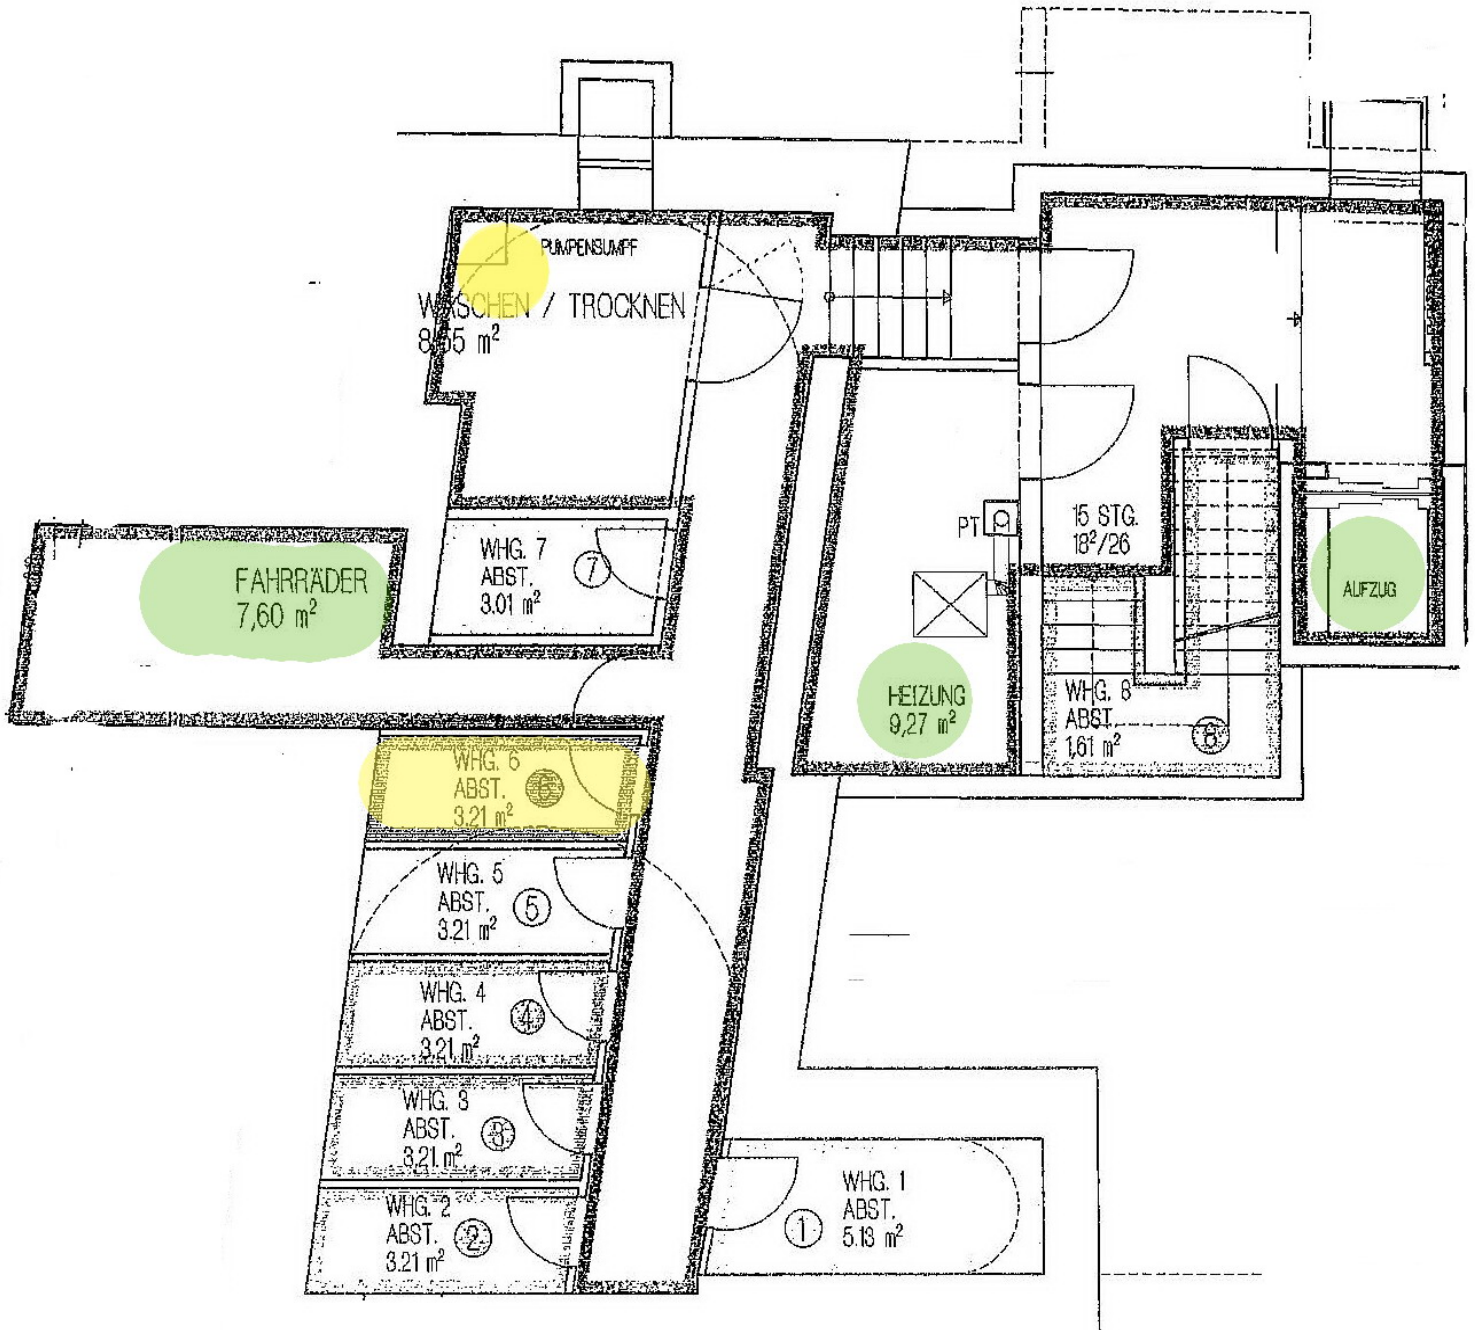 PUMPENSUMPF
WASCHEN / TROCKNEN
8,55 m²
WHG. 7
ABST.
3.01 m²
7
FAHRRÄDER
7,60 m²
PT
15 STG.
18²/26
AUFZUG
HEIZUNG
9,27 m²
WHG. 8
ABST.
1,61 m²
8
WHG. 6
ABST.
3.21 m²
6
WHG. 5
ABST.
3.21 m²
5
WHG. 4
ABST.
3.21 m²
4
WHG. 3
ABST.
3.21 m²
3
WHG. 2
ABST.
3.21 m²
2
WHG. 1
ABST.
5.13 m²
1